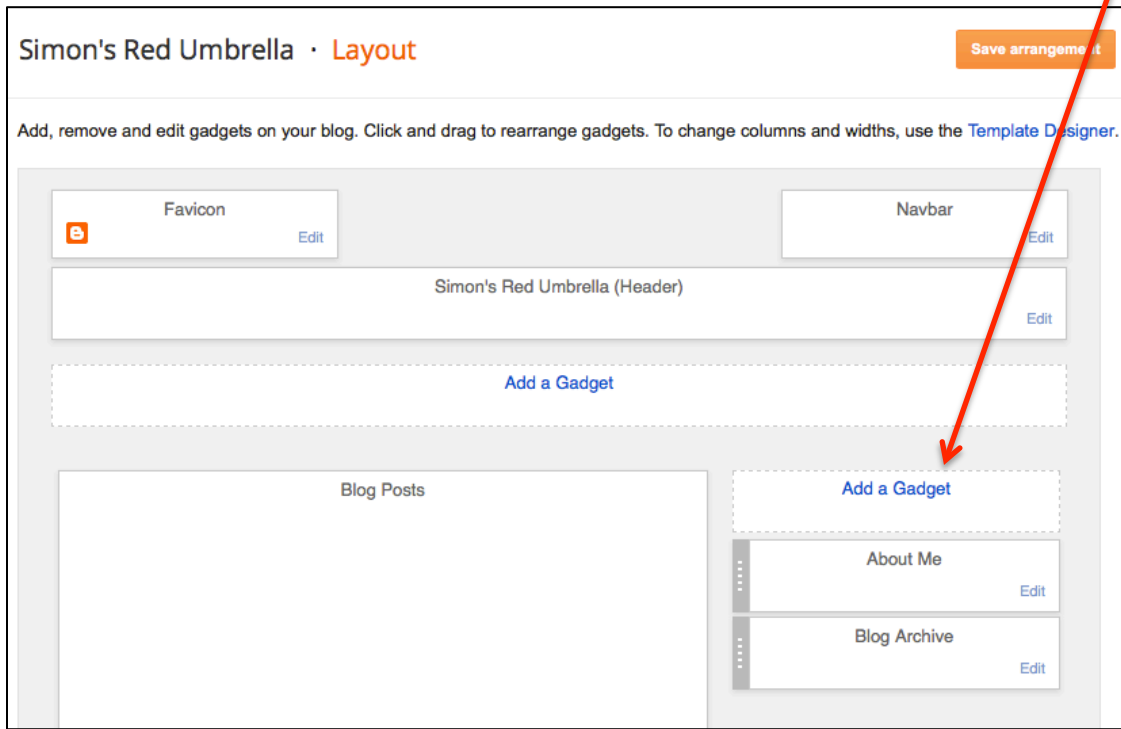 Simon's Red Umbrella · Layout
Save arrangement
Add, remove and edit gadgets on your blog. Click and drag to rearrange gadgets. To change columns and widths, use the Template Designer.
Favicon
Edit
Navbar
Edit
Simon's Red Umbrella (Header)
Edit
Add a Gadget
Blog Posts
Add a Gadget
About Me
Edit
Blog Archive
Edit